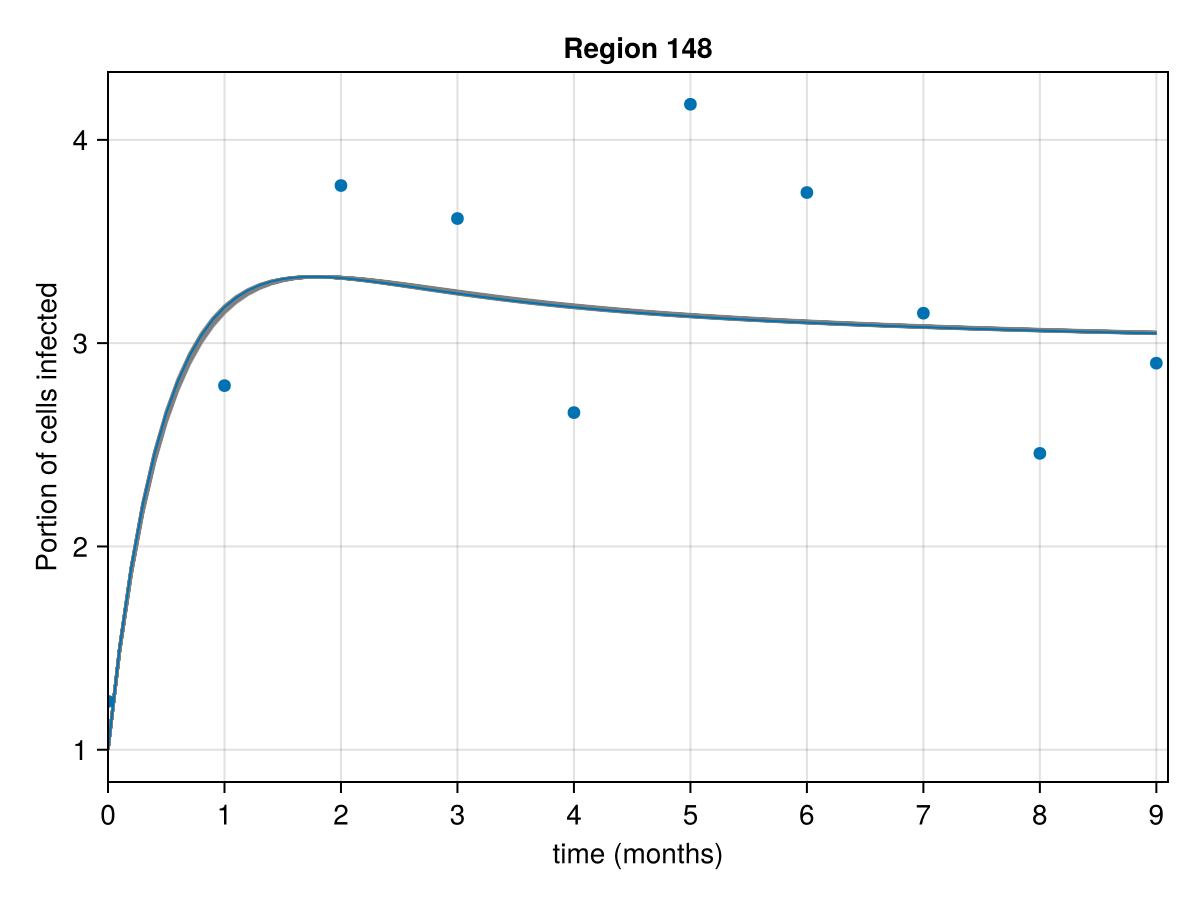 Region 148
Portion of cells infected
4
3
2
1
0 1 2 3 4 5 6 7 8 9
time (months)